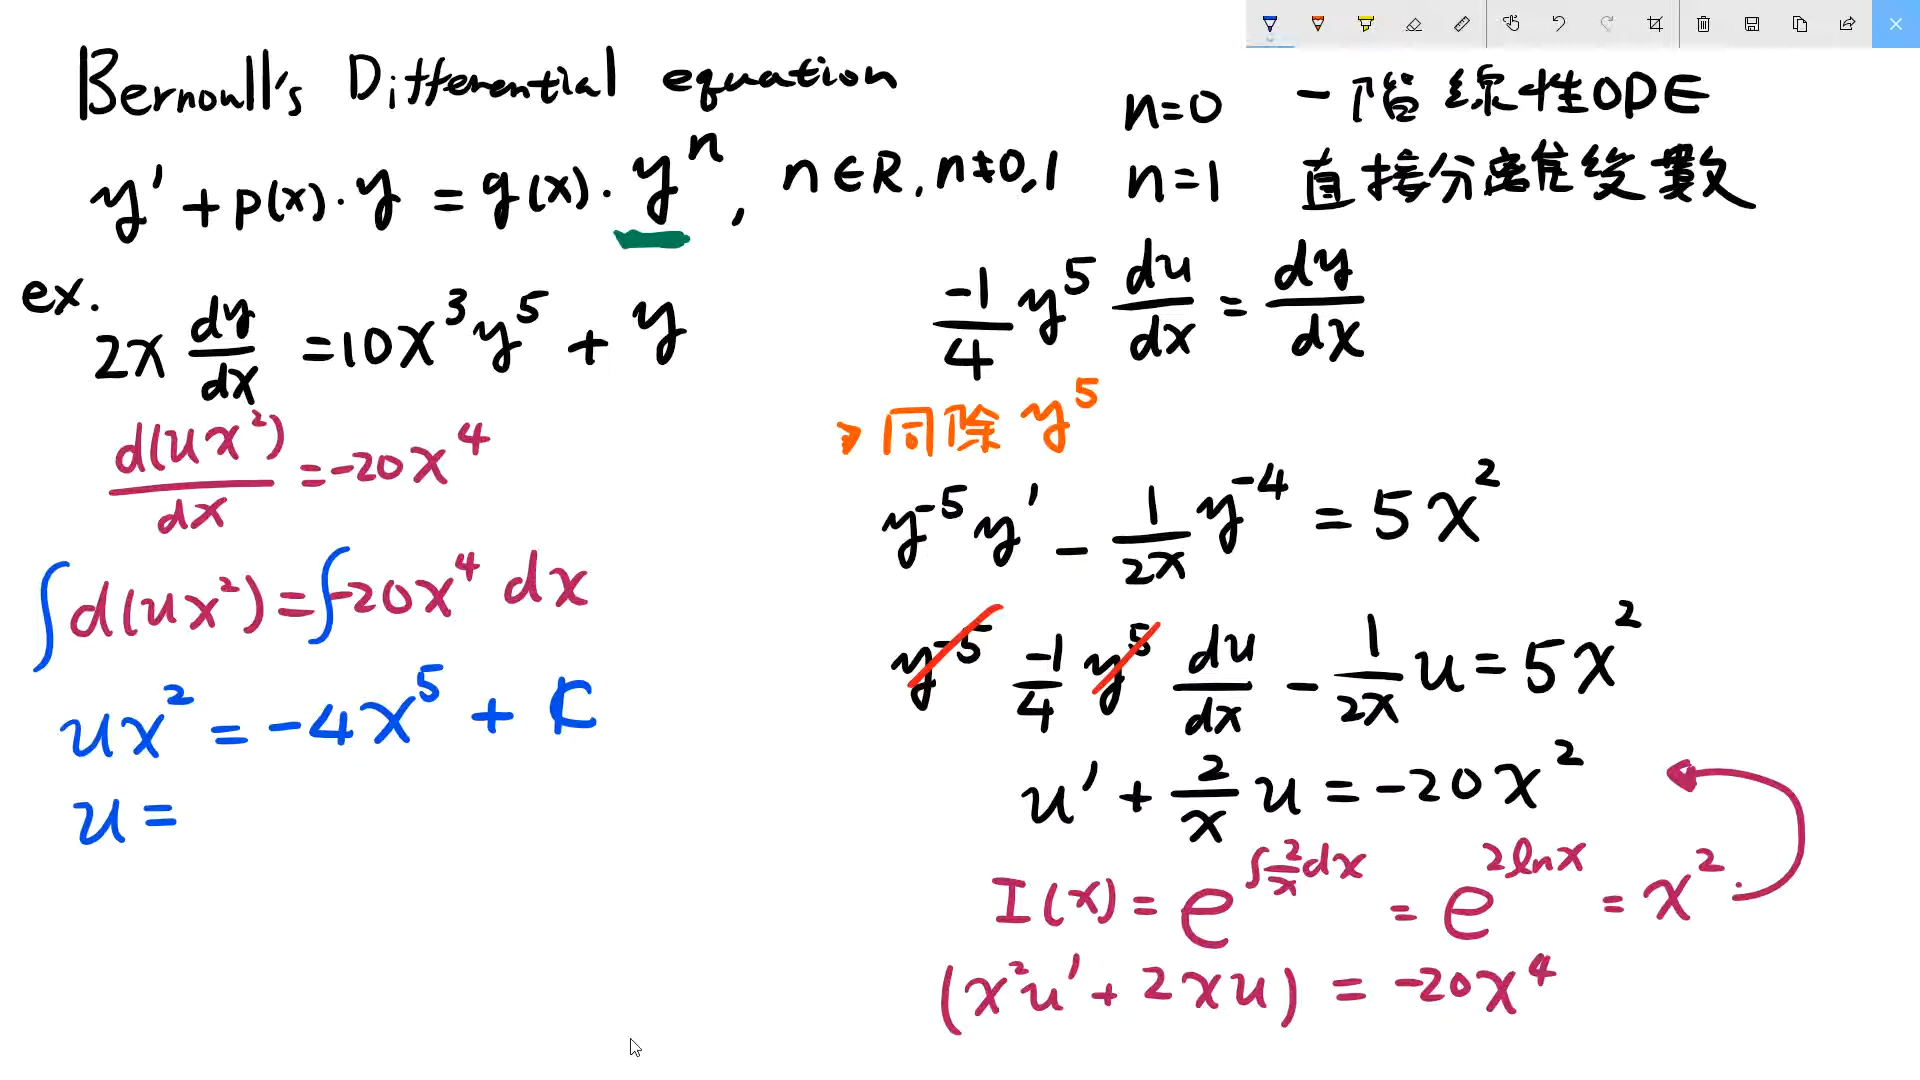 Bernoull's Differential equation
y' + p(x)·y = g(x)·yⁿ, n∈R, n≠0,1
n=0 一階線性ODE
n=1 直接分離變數
ex.
2x dy/dx = 10x³y⁵ + y
d(ux²)/dx = -20x⁴
∫d(ux²) = ∫-20x⁴ dx
ux² = -4x⁵ + C
u =
-1/4 y⁵ du/dx = dy/dx
同除 y⁵
y⁻⁵y' - 1/2x y⁻⁴ = 5x²
y⁻⁵ -1/4 y⁵ du/dx - 1/2x u = 5x²
u' + 2/x u = -20x²
I(x) = e^∫2/x dx = e^2lnx = x²
(x²u' + 2xu) = -20x⁴